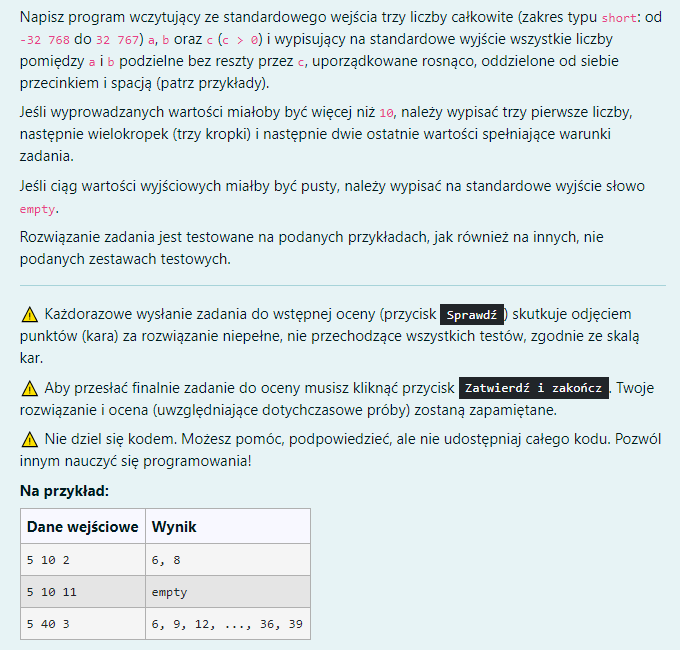 Napisz program wczytujący ze standardowego wejścia trzy liczby całkowite (zakres typu short: od
-32 768 do 32 767) a, b oraz c (c > 0) i wypisujący na standardowe wyjście wszystkie liczby
pomiędzy a i b podzielne bez reszty przez c, uporządkowane rosnąco, oddzielone od siebie
przecinkiem i spacją (patrz przykłady).
Jeśli wyprowadzanych wartości miałoby być więcej niż 10, należy wypisać trzy pierwsze liczby,
następnie wielokropek (trzy kropki) i następnie dwie ostatnie wartości spełniające warunki
zadania.
Jeśli ciąg wartości wyjściowych miałby być pusty, należy wypisać na standardowe wyjście słowo
empty.
Rozwiązanie zadania jest testowane na podanych przykładach, jak również na innych, nie
podanych zestawach testowych.
⚠️ Każdorazowe wysłanie zadania do wstępnej oceny (przycisk Sprawdź) skutkuje odjęciem
punktów (kara) za rozwiązanie niepełne, nie przechodzące wszystkich testów, zgodnie ze skalą
kar.
⚠️ Aby przesłać finalnie zadanie do oceny musisz kliknąć przycisk Zatwierdź i zakończ. Twoje
rozwiązanie i ocena (uwzględniające dotychczasowe próby) zostaną zapamiętane.
⚠️ Nie dziel się kodem. Możesz pomóc, podpowiedzieć, ale nie udostępniaj całego kodu. Pozwól
innym nauczyć się programowania!
Na przykład:
Dane wejściowe Wynik
5 10 2 6, 8
5 10 11 empty
5 40 3 6, 9, 12, ..., 36, 39